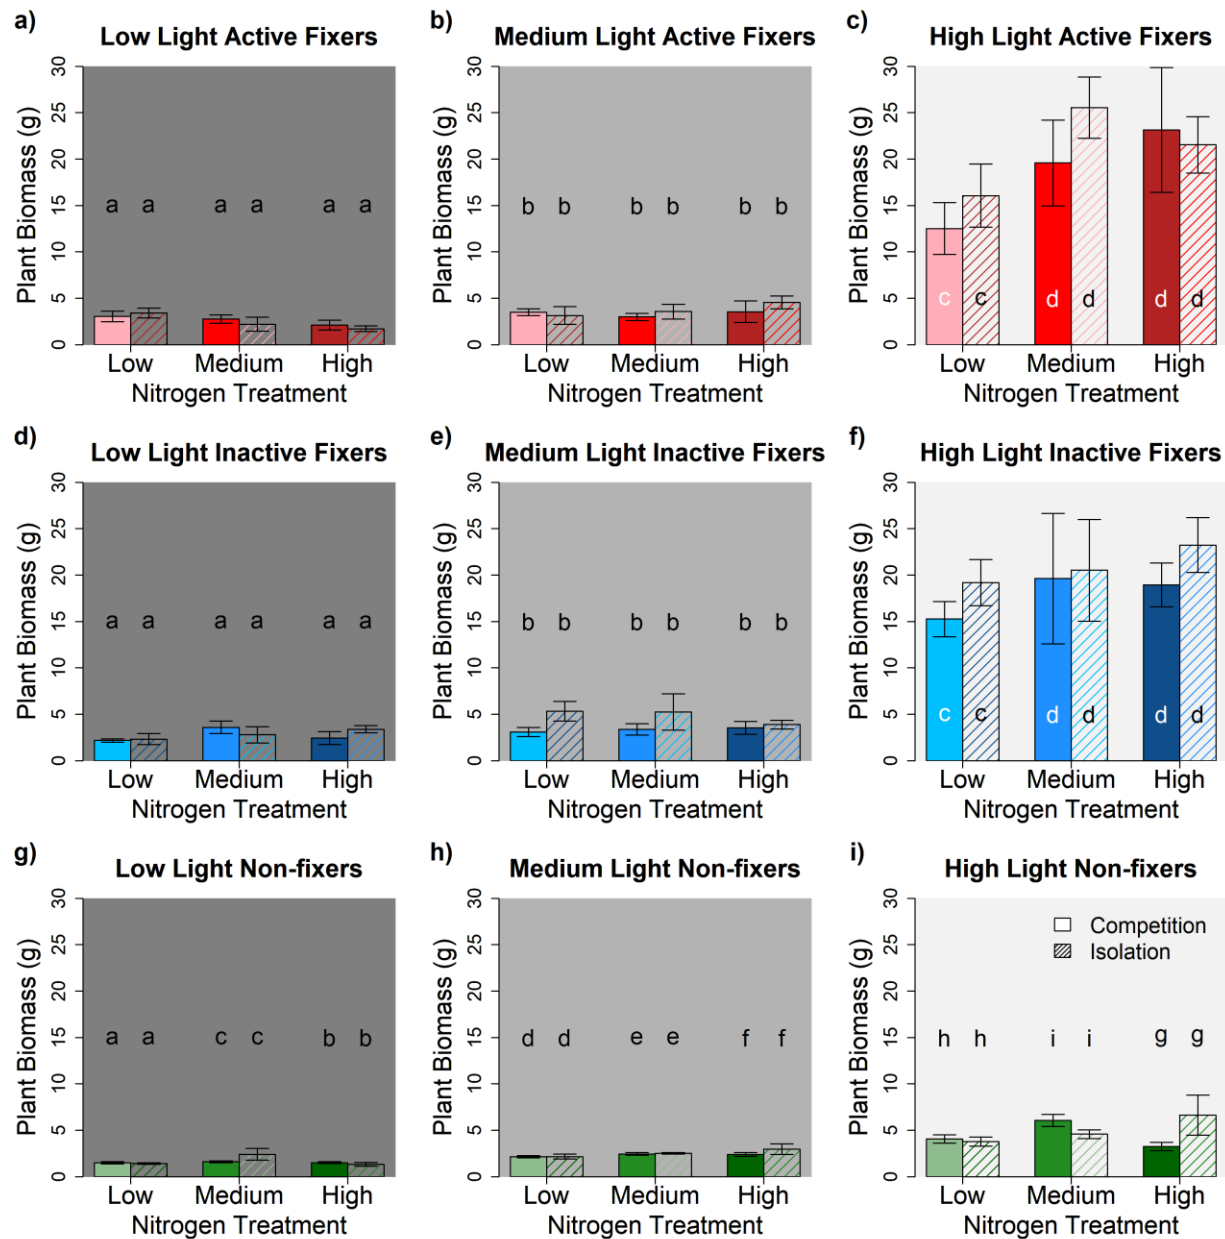 a)
Low Light Active Fixers
Plant Biomass (g)
30
25
20
15
10
5
0
a a a a a a
Low Medium High
Nitrogen Treatment
b)
Medium Light Active Fixers
Plant Biomass (g)
30
25
20
15
10
5
0
b b b b b b
Low Medium High
Nitrogen Treatment
c)
High Light Active Fixers
Plant Biomass (g)
30
25
20
15
10
5
0
c c d d d d
Low Medium High
Nitrogen Treatment
d)
Low Light Inactive Fixers
Plant Biomass (g)
30
25
20
15
10
5
0
a a a a a a
Low Medium High
Nitrogen Treatment
e)
Medium Light Inactive Fixers
Plant Biomass (g)
30
25
20
15
10
5
0
b b b b b b
Low Medium High
Nitrogen Treatment
f)
High Light Inactive Fixers
Plant Biomass (g)
30
25
20
15
10
5
0
c c d d d d
Low Medium High
Nitrogen Treatment
g)
Low Light Non-fixers
Plant Biomass (g)
30
25
20
15
10
5
0
a a c c b b
Low Medium High
Nitrogen Treatment
h)
Medium Light Non-fixers
Plant Biomass (g)
30
25
20
15
10
5
0
d d e e f f
Low Medium High
Nitrogen Treatment
i)
High Light Non-fixers
Plant Biomass (g)
30
25
20
15
10
5
0
Competition
Isolation
h h i i g g
Low Medium High
Nitrogen Treatment